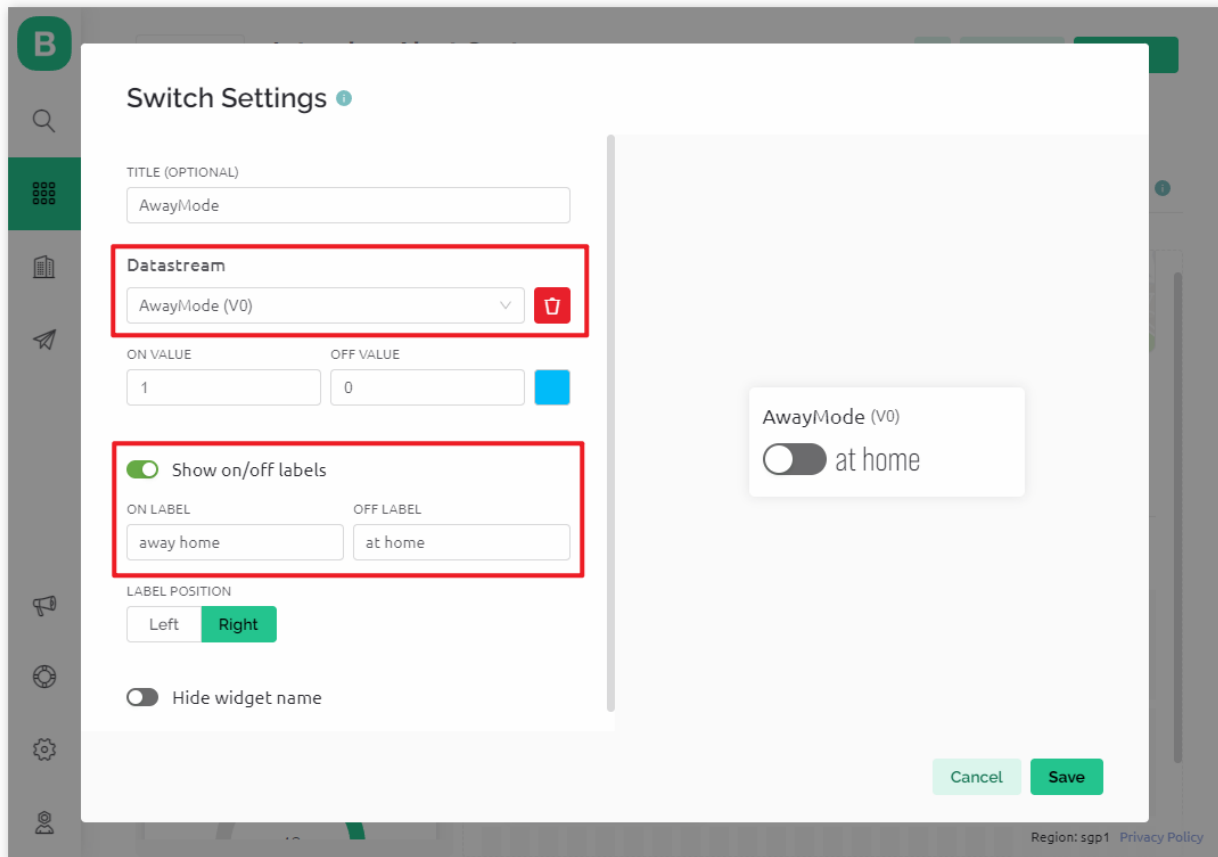 B
Switch Settings
TITLE (OPTIONAL)
AwayMode
Datastream
AwayMode (V0)
ON VALUE OFF VALUE
1 0
Show on/off labels
ON LABEL OFF LABEL
away home at home
LABEL POSITION
Left Right
Hide widget name
AwayMode (V0)
at home
Cancel Save
Region: sgp1 Privacy Policy